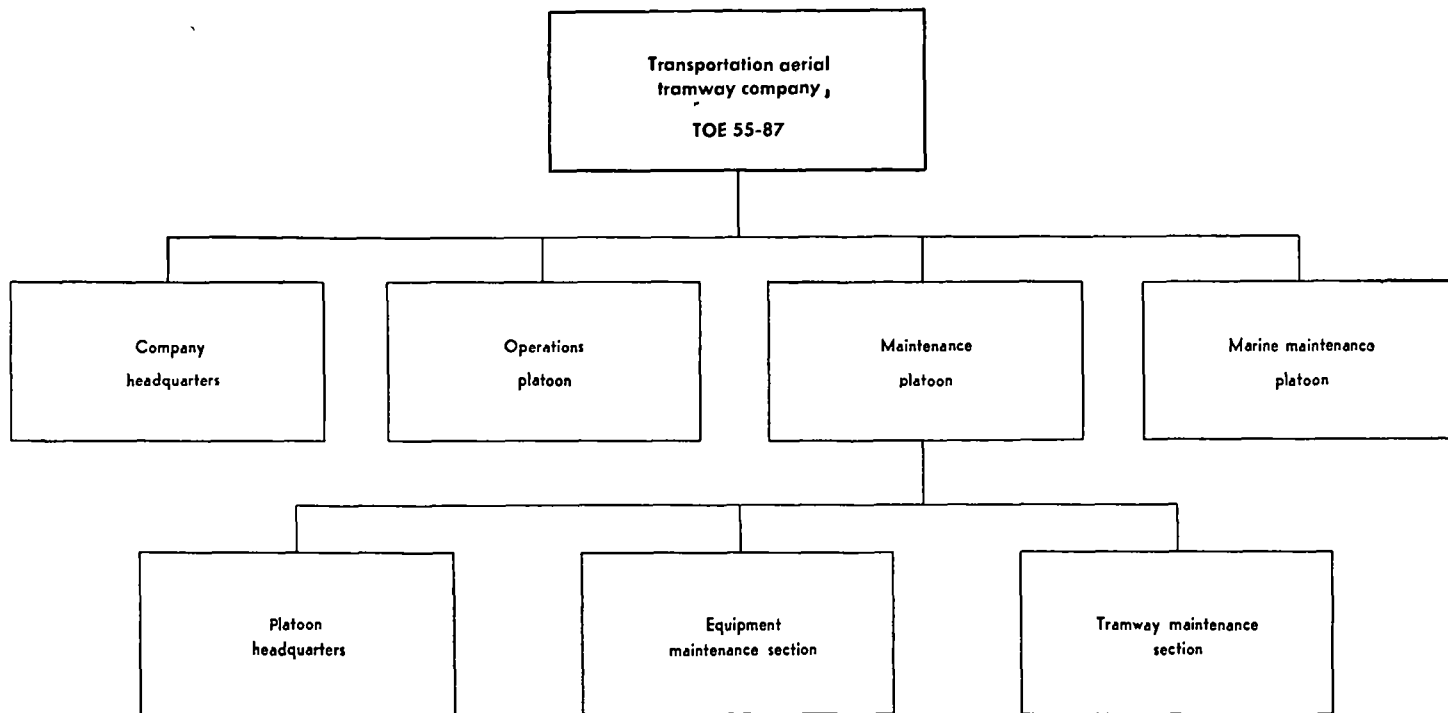 Transportation aerial
tramway company,
TOE 55-87
Company
headquarters
Operations
platoon
Maintenance
platoon
Marine maintenance
platoon
Platoon
headquarters
Equipment
maintenance section
Tramway maintenance
section